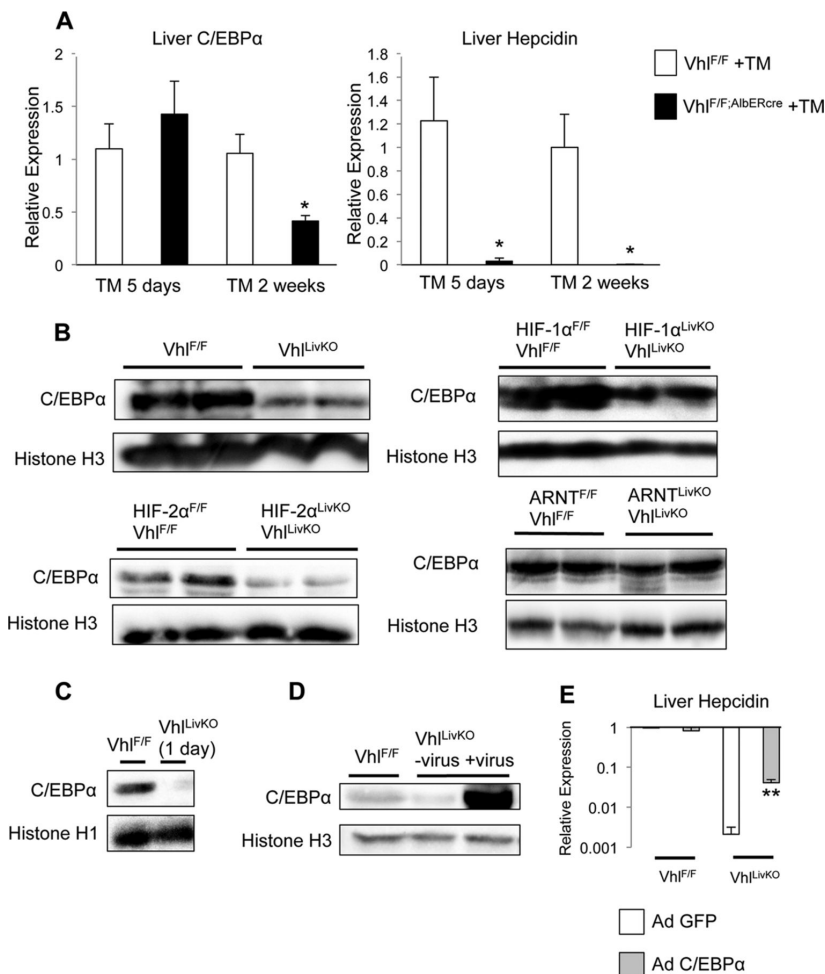 A
Liver C/EBPα
Liver Hepcidin
Relative Expression
2
1.5
1
0.5
0
TM 5 days
TM 2 weeks
*
Relative Expression
1.8
1.6
1.4
1.2
1
0.8
0.6
0.4
0.2
0
TM 5 days
TM 2 weeks
*
*
Vhl^F/F +TM
Vhl^F/F;AlbERcre +TM
B
Vhl^F/F
Vhl^LivKO
C/EBPα
Histone H3
HIF-1α^F/F HIF-1α^LivKO
Vhl^F/F Vhl^LivKO
C/EBPα
Histone H3
HIF-2α^F/F HIF-2α^LivKO
Vhl^F/F Vhl^LivKO
C/EBPα
Histone H3
ARNT^F/F ARNT^LivKO
Vhl^F/F Vhl^LivKO
C/EBPα
Histone H3
C
Vhl^F/F
Vhl^LivKO
(1 day)
C/EBPα
Histone H1
D
Vhl^F/F
Vhl^LivKO
-virus +virus
C/EBPα
Histone H3
E
Liver Hepcidin
Relative Expression
1
0.1
0.01
0.001
**
Vhl^F/F
Vhl^LivKO
Ad GFP
Ad C/EBPα